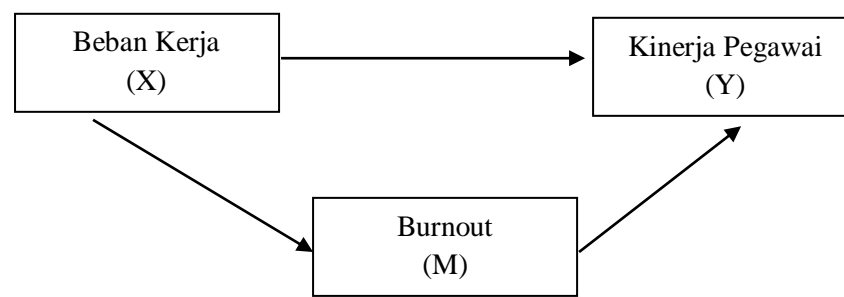 Beban Kerja
(X)
Kinerja Pegawai
(Y)
Burnout
(M)